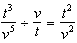 t³/v⁵ ÷ v/t = t²/v²